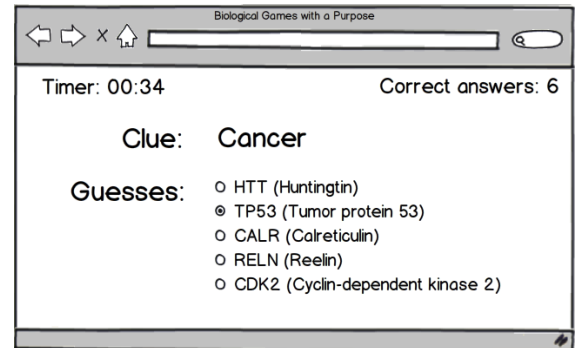 Biological Games with a Purpose
Timer: 00:34
Correct answers: 6
Clue: Cancer
Guesses:
HTT (Huntingtin)
TP53 (Tumor protein 53)
CALR (Calreticulin)
RELN (Reelin)
CDK2 (Cyclin-dependent kinase 2)